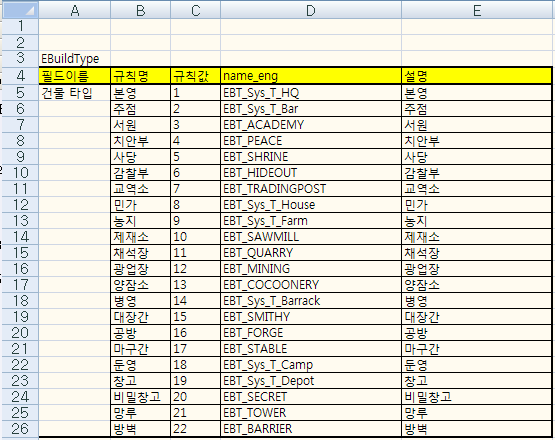 A B C D E
1
2
3 EBuildType
4 필드이름 규칙명 규칙값 name_eng 설명
5 건물 타입 본영 1 EBT_Sys_T_HQ 본영
6 주점 2 EBT_Sys_T_Bar 주점
7 서원 3 EBT_ACADEMY 서원
8 치안부 4 EBT_PEACE 치안부
9 사당 5 EBT_SHRINE 사당
10 감찰부 6 EBT_HIDEOUT 감찰부
11 교역소 7 EBT_TRADINGPOST 교역소
12 민가 8 EBT_Sys_T_House 민가
13 농지 9 EBT_Sys_T_Farm 농지
14 제재소 10 EBT_SAWMILL 제재소
15 채석장 11 EBT_QUARRY 채석장
16 광업장 12 EBT_MINING 광업장
17 양잠소 13 EBT_COCOONERY 양잠소
18 병영 14 EBT_Sys_T_Barrack 병영
19 대장간 15 EBT_SMITHY 대장간
20 공방 16 EBT_FORGE 공방
21 마구간 17 EBT_STABLE 마구간
22 둔영 18 EBT_Sys_T_Camp 둔영
23 창고 19 EBT_Sys_T_Depot 창고
24 비밀창고 20 EBT_SECRET 비밀창고
25 망루 21 EBT_TOWER 망루
26 방벽 22 EBT_BARRIER 방벽